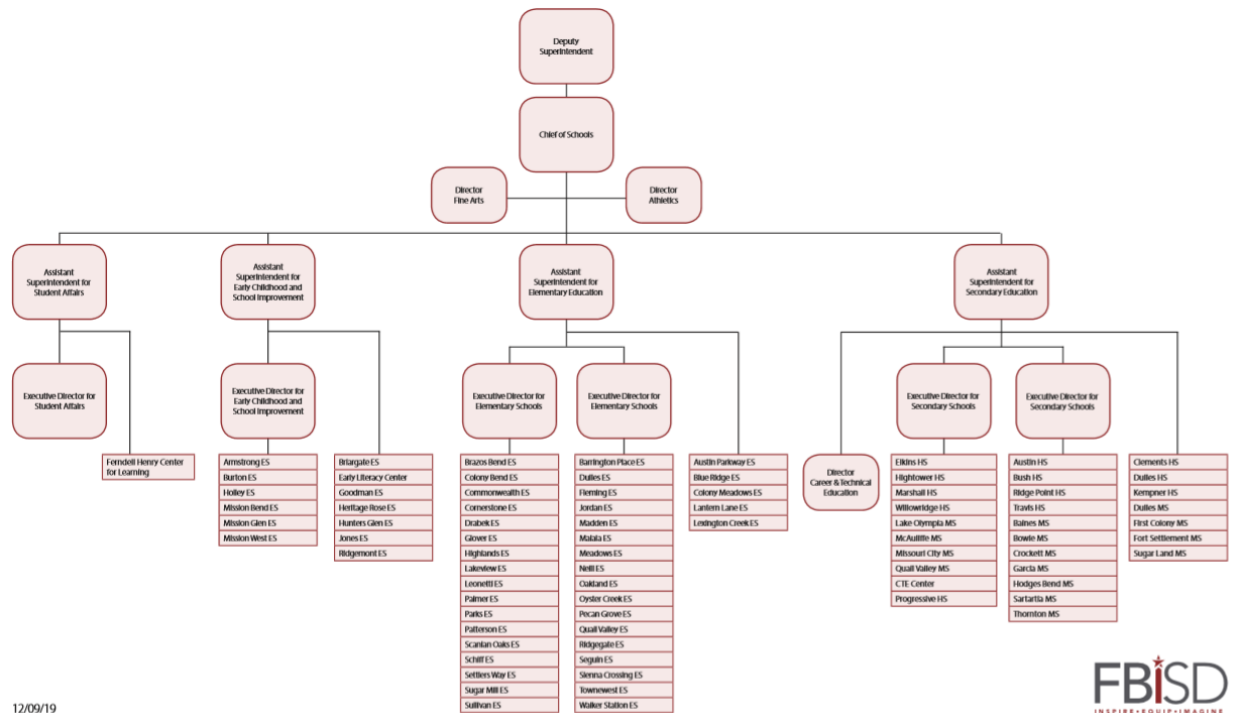 Deputy
Superintendent
Chief of Schools
Director
Fine Arts
Director
Athletics
Assistant
Superintendent for
Student Affairs
Assistant
Superintendent for
Early Childhood and
School Improvement
Assistant
Superintendent for
Elementary Education
Assistant
Superintendent for
Secondary Education
Executive Director for
Student Affairs
Executive Director for
Early Childhood and
School Improvement
Executive Director for
Elementary Schools
Executive Director for
Elementary Schools
Executive Director for
Secondary Schools
Executive Director for
Secondary Schools
Ferndell Henry Center
for Learning
Armstrong ES
Burton ES
Holley ES
Mission Bend ES
Mission Glen ES
Mission West ES
Briargate ES
Early Literacy Center
Goodman ES
Heritage Rose ES
Hunters Glen ES
Jones ES
Ridgemont ES
Brazos Bend ES
Colony Bend ES
Commonwealth ES
Cornerstone ES
Drabek ES
Glover ES
Highlands ES
Lakeview ES
Leonetti ES
Palmer ES
Parks ES
Patterson ES
Scanlan Oaks ES
Schiff ES
Settlers Way ES
Sugar Mill ES
Sullivan ES
Barrington Place ES
Dulles ES
Fleming ES
Jordan ES
Madden ES
Malala ES
Meadows ES
Neill ES
Oakland ES
Oyster Creek ES
Pecan Grove ES
Quail Valley ES
Ridgegate ES
Seguin ES
Sienna Crossing ES
Townewest ES
Walker Station ES
Austin Parkway ES
Blue Ridge ES
Colony Meadows ES
Lantern Lane ES
Lexington Creek ES
Director
Career & Technical
Education
Elkins HS
Hightower HS
Marshall HS
Willowridge HS
Lake Olympia MS
McAuliffe MS
Missouri City MS
Quail Valley MS
CTE Center
Progressive HS
Austin HS
Bush HS
Ridge Point HS
Travis HS
Baines MS
Bowie MS
Crockett MS
Garcia MS
Hodges Bend MS
Sartartia MS
Thornton MS
Clements HS
Dulles HS
Kempner HS
Dulles MS
First Colony MS
Fort Settlement MS
Sugar Land MS
12/09/19
FBISD
INSPIRE•EQUIP•IMAGINE